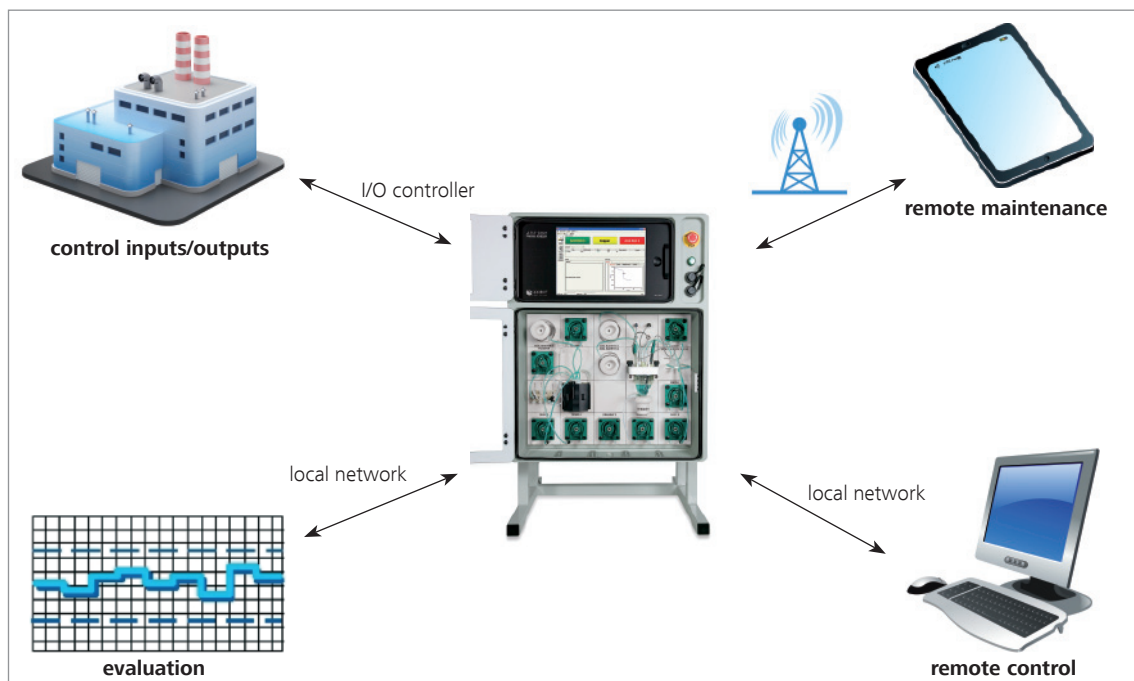 I/O controller
control inputs/outputs
remote maintenance
local network
local network
evaluation
remote control